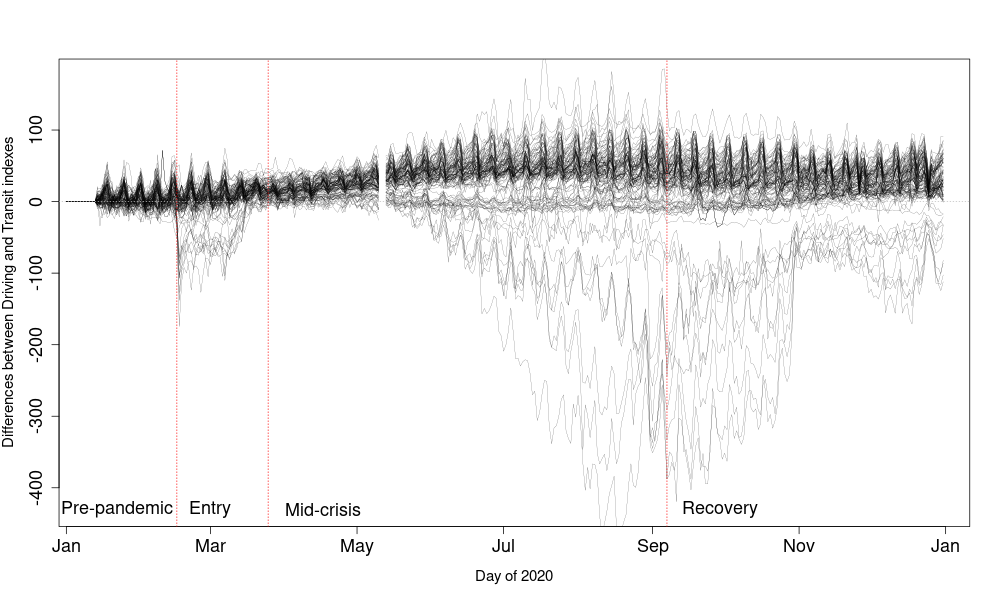 Differences between Driving and Transit indexes
100
0
-100
-200
-300
-400
Pre-pandemic Entry Mid-crisis Recovery
Jan Mar May Jul Sep Nov Jan
Day of 2020